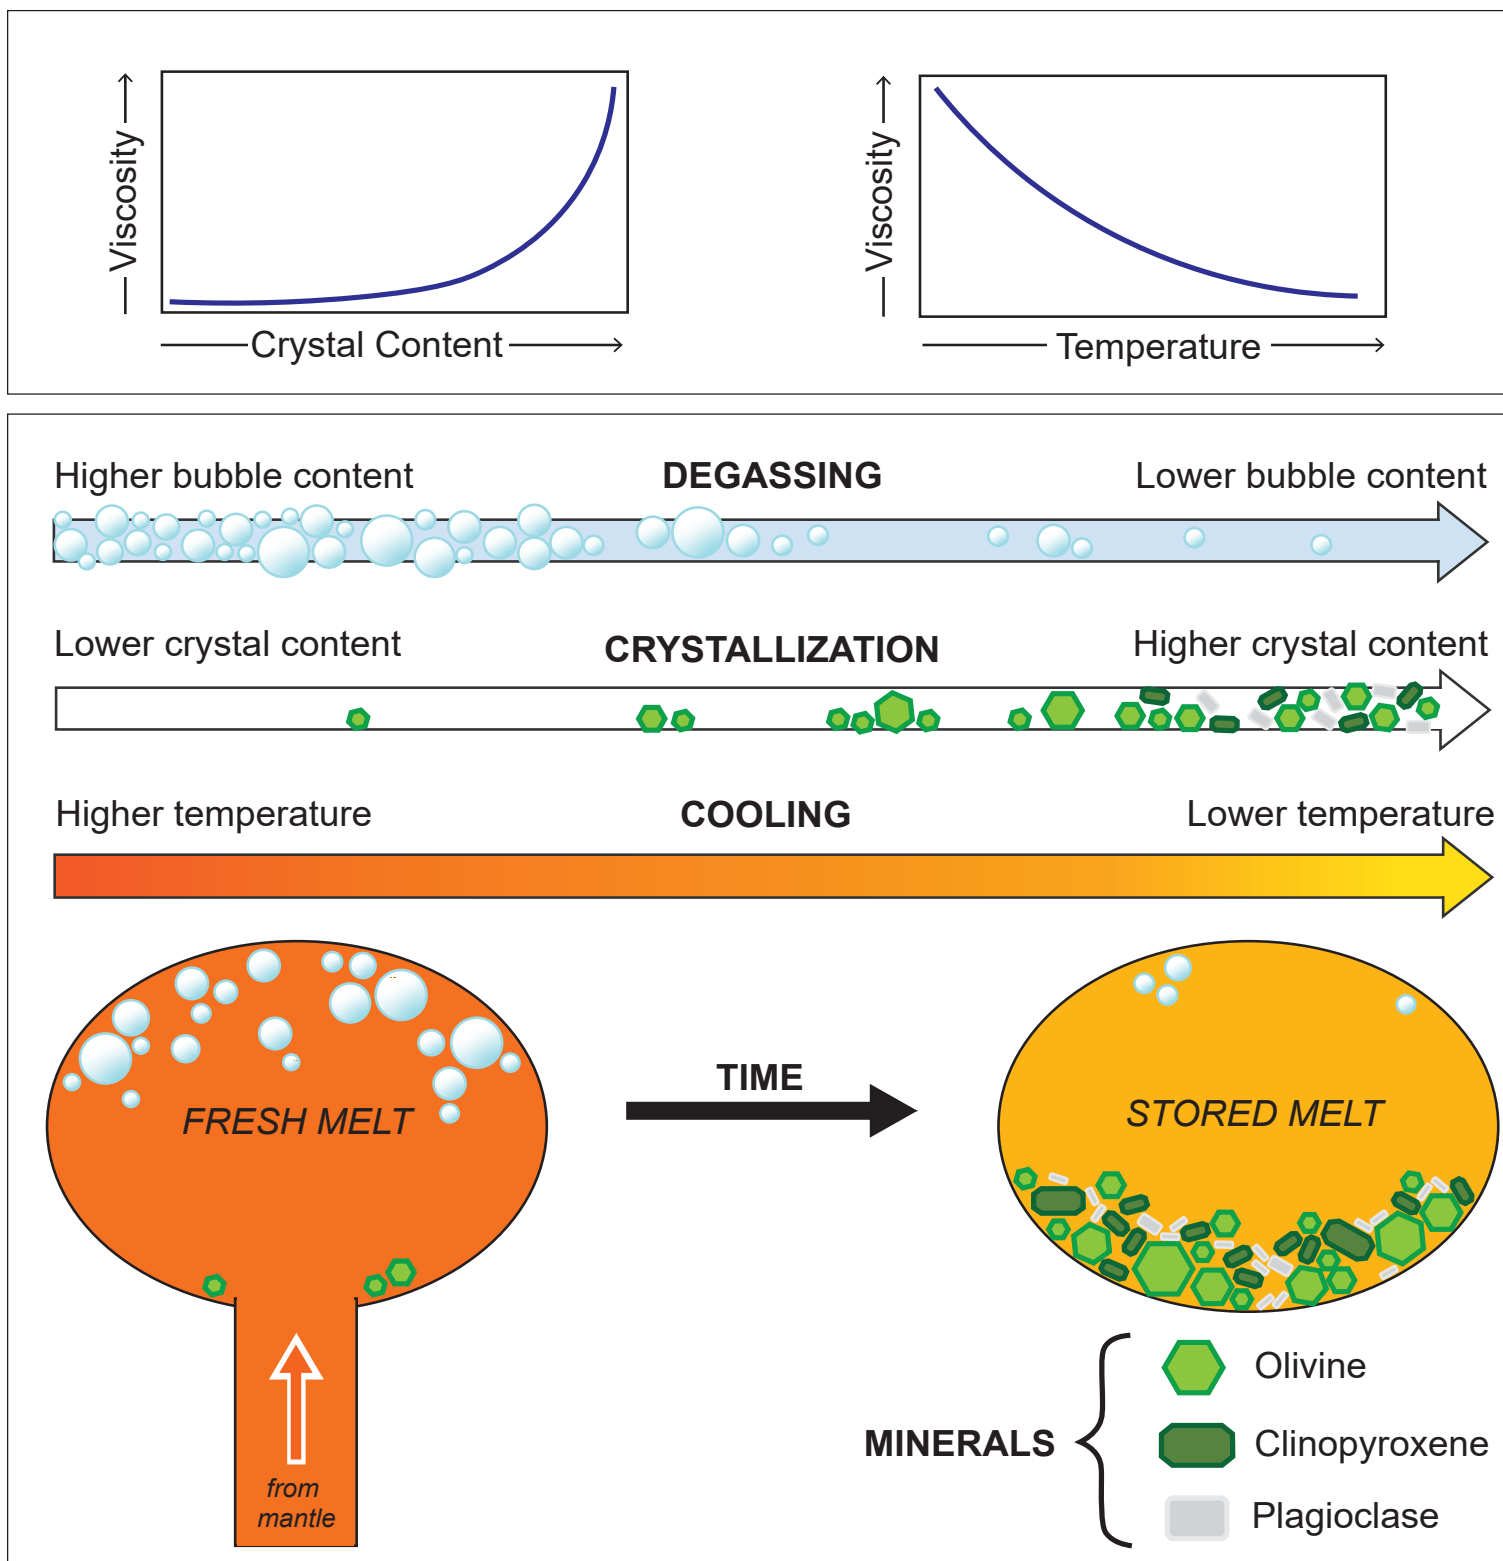 Viscosity
Crystal Content
Viscosity
Temperature
Higher bubble content
DEGASSING
Lower bubble content
Lower crystal content
CRYSTALLIZATION
Higher crystal content
Higher temperature
COOLING
Lower temperature
FRESH MELT
TIME
STORED MELT
from
mantle
MINERALS
Olivine
Clinopyroxene
Plagioclase